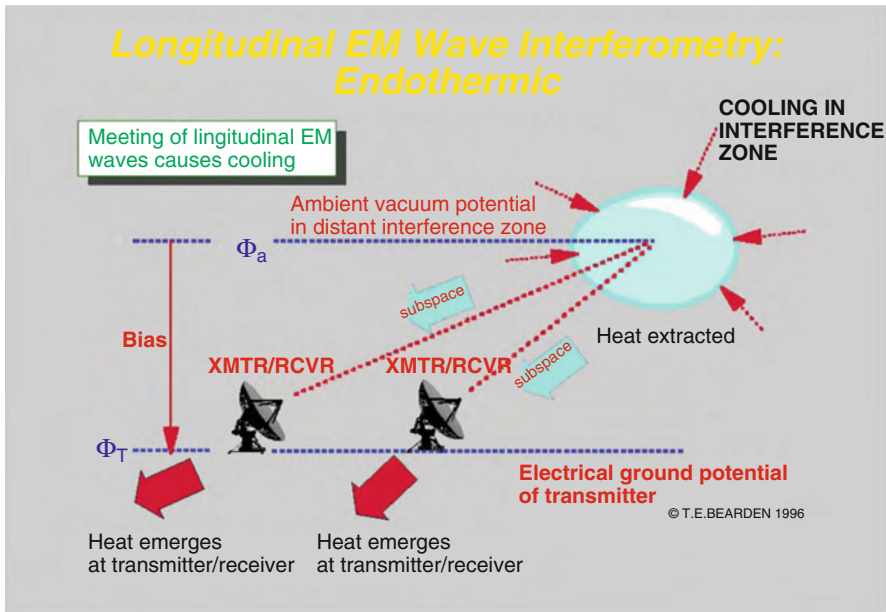 Longitudinal EM Wave Interferometry:
Endothermic
COOLING IN
INTERFERENCE
ZONE
Meeting of lingitudinal EM
waves causes cooling
Ambient vacuum potential
in distant interference zone
Φa
subspace
Heat extracted
Bias
subspace
XMTR/RCVR
XMTR/RCVR
ΦT
Electrical ground potential
of transmitter
© T.E.BEARDEN 1996
Heat emerges
at transmitter/receiver
Heat emerges
at transmitter/receiver